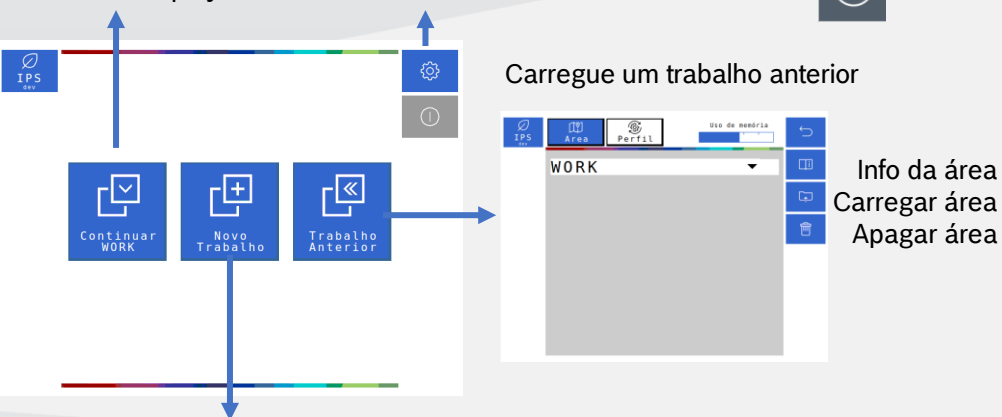 IPS
dev
Continuar
WORK
Novo
Trabalho
Trabalho
Anterior
Carregue um trabalho anterior
IPS
dev
Area
Perfil
Uso de memória
WORK
Info da área
Carregar área
Apagar área